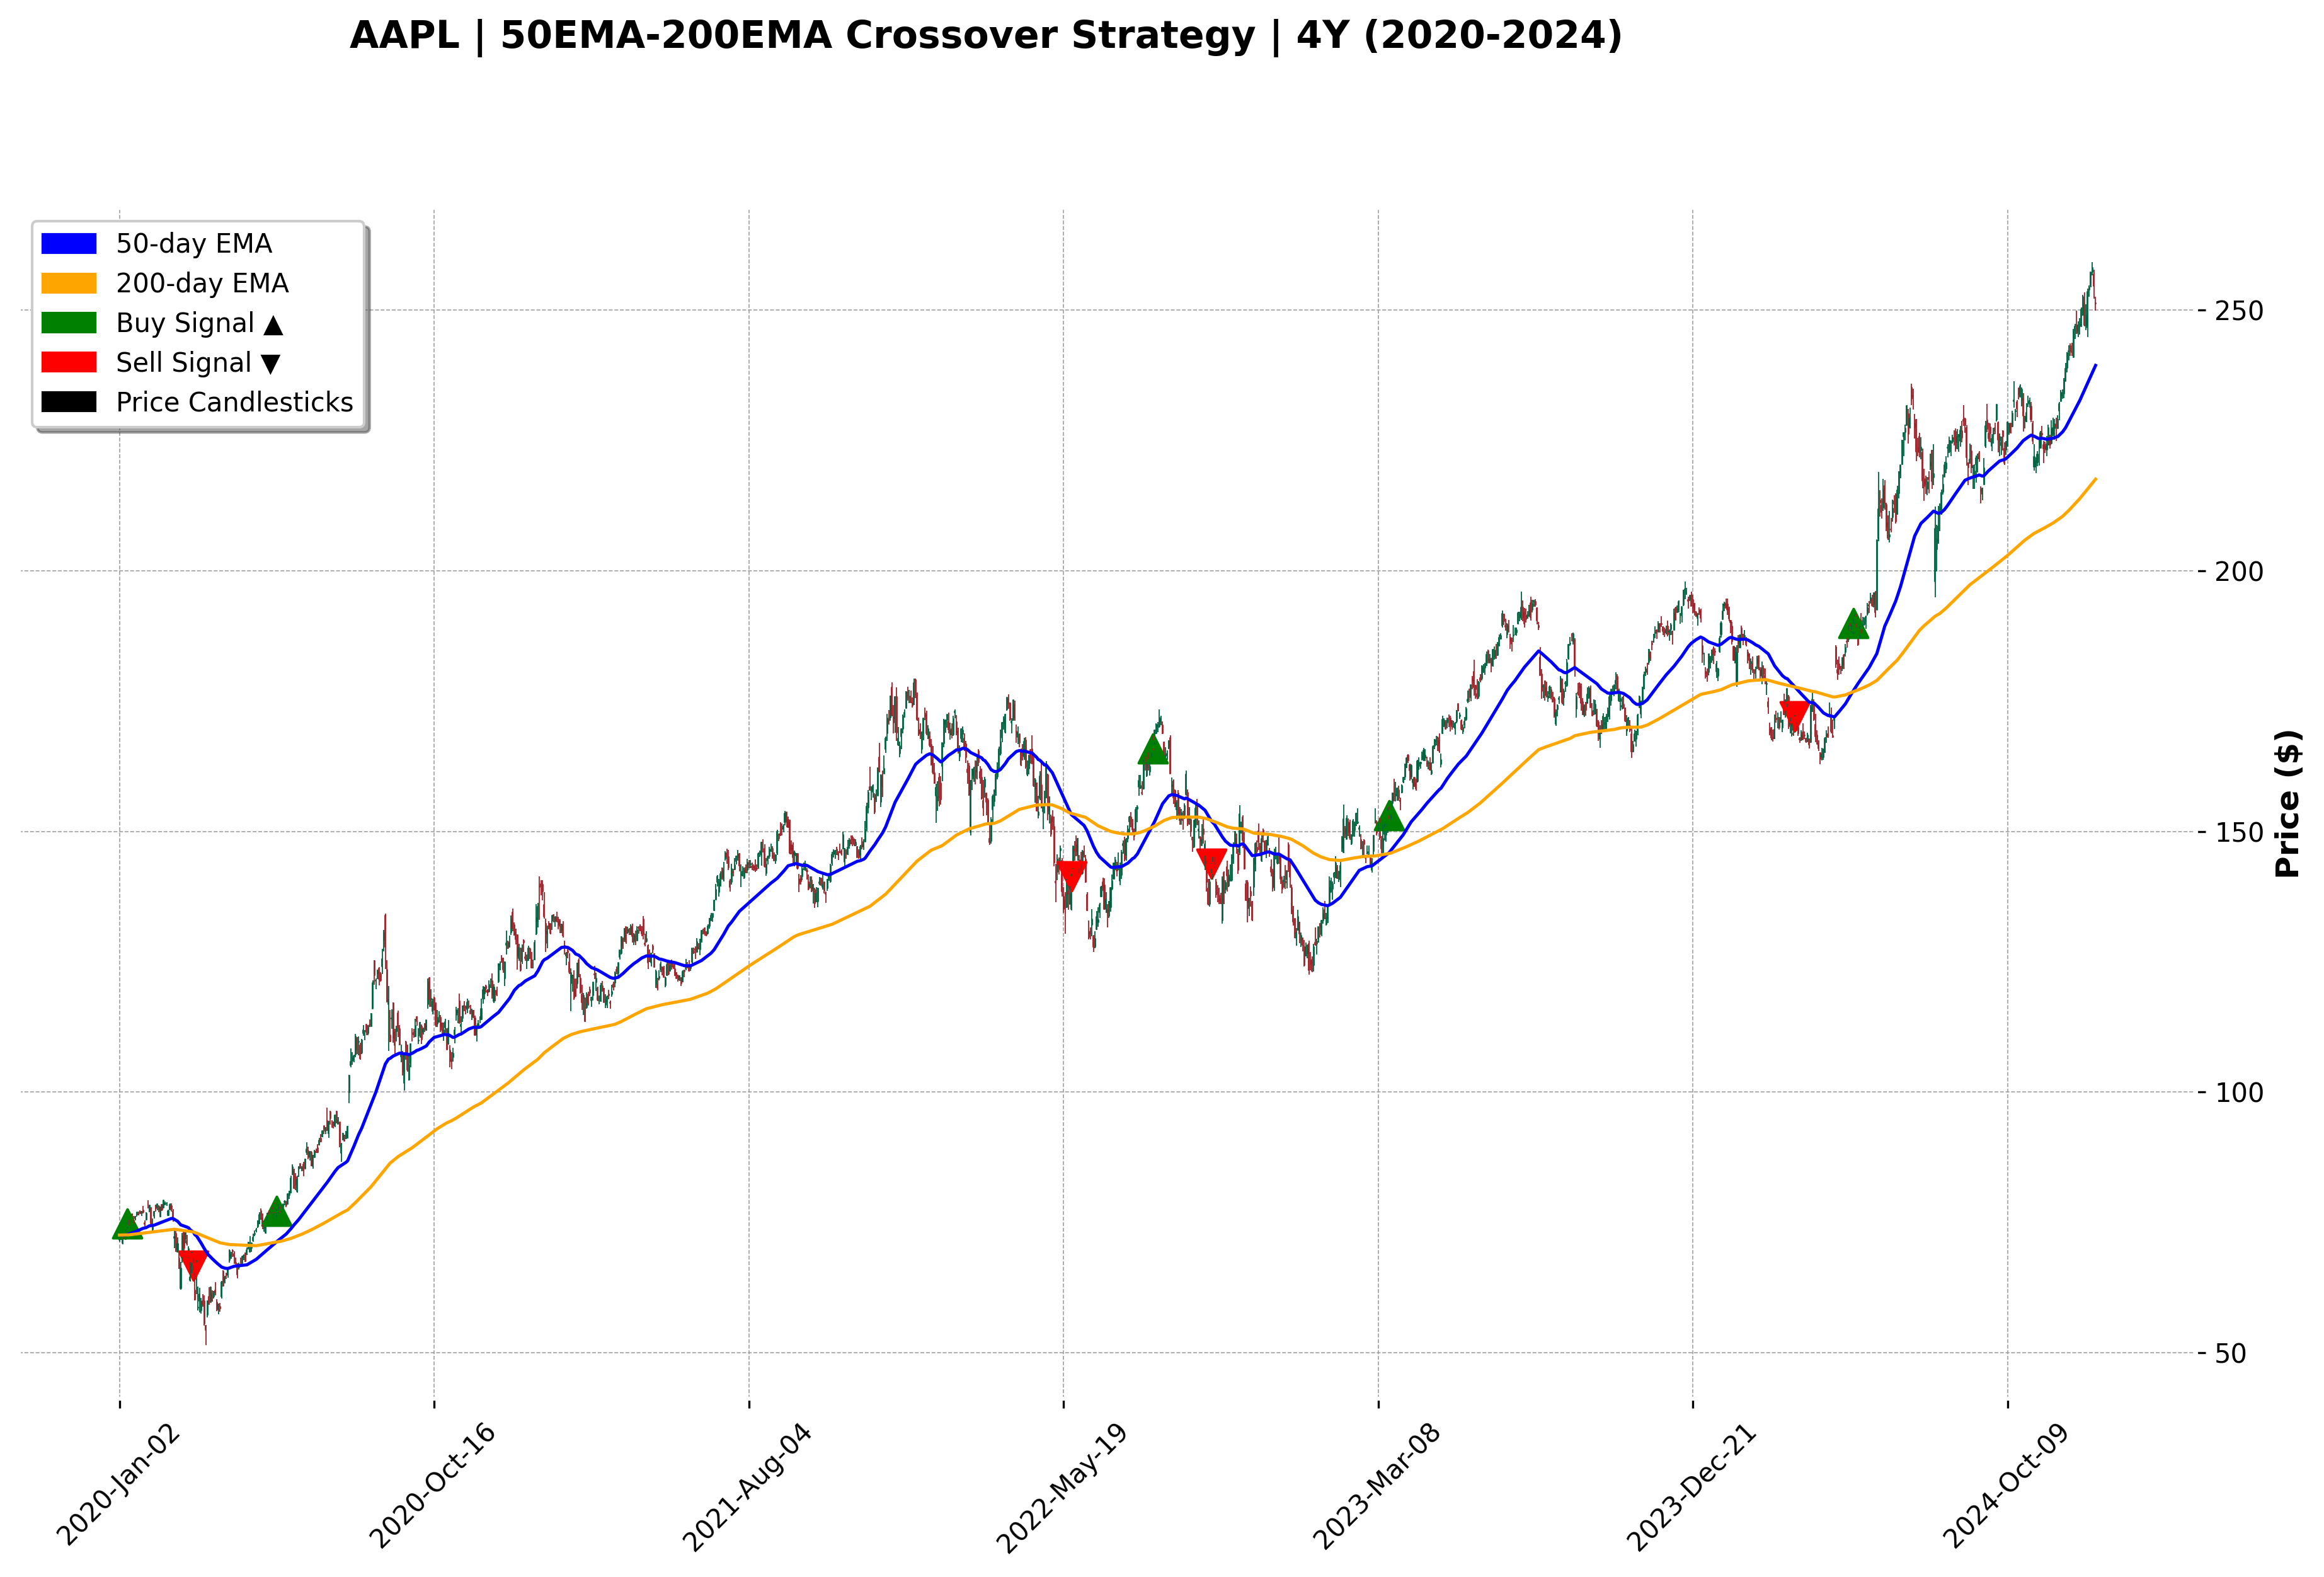 AAPL | 50EMA-200EMA Crossover Strategy | 4Y (2020-2024)
50-day EMA
200-day EMA
Buy Signal ▲
Sell Signal ▼
Price Candlesticks
250
200
150
100
50
Price ($)
2020-Jan-02
2020-Oct-16
2021-Aug-04
2022-May-19
2023-Mar-08
2023-Dec-21
2024-Oct-09